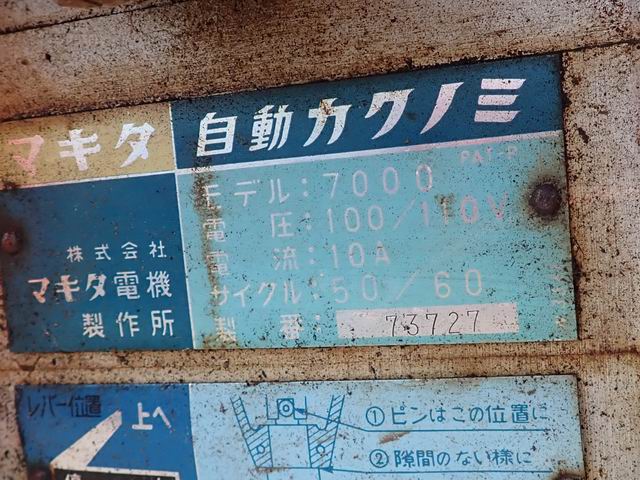 マキタ 自動カクノミ
PAT.P
モデル：7000
電　圧：100/110V
電　流：10A
サイクル：50/60
製　番：73727
株式会社
マキタ電機
製作所
レバー位置
上へ
①ピンはこの位置に
②隙間のない様に